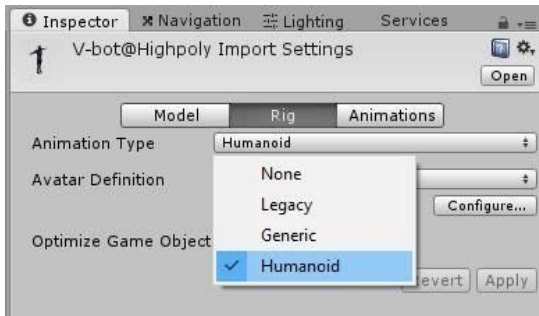 Inspector Navigation Lighting Services
V-bot@Highpoly Import Settings
Open
Model Rig Animations
Animation Type Humanoid
None
Avatar Definition
Legacy
Configure...
Generic
Optimize Game Object
Humanoid
Apply